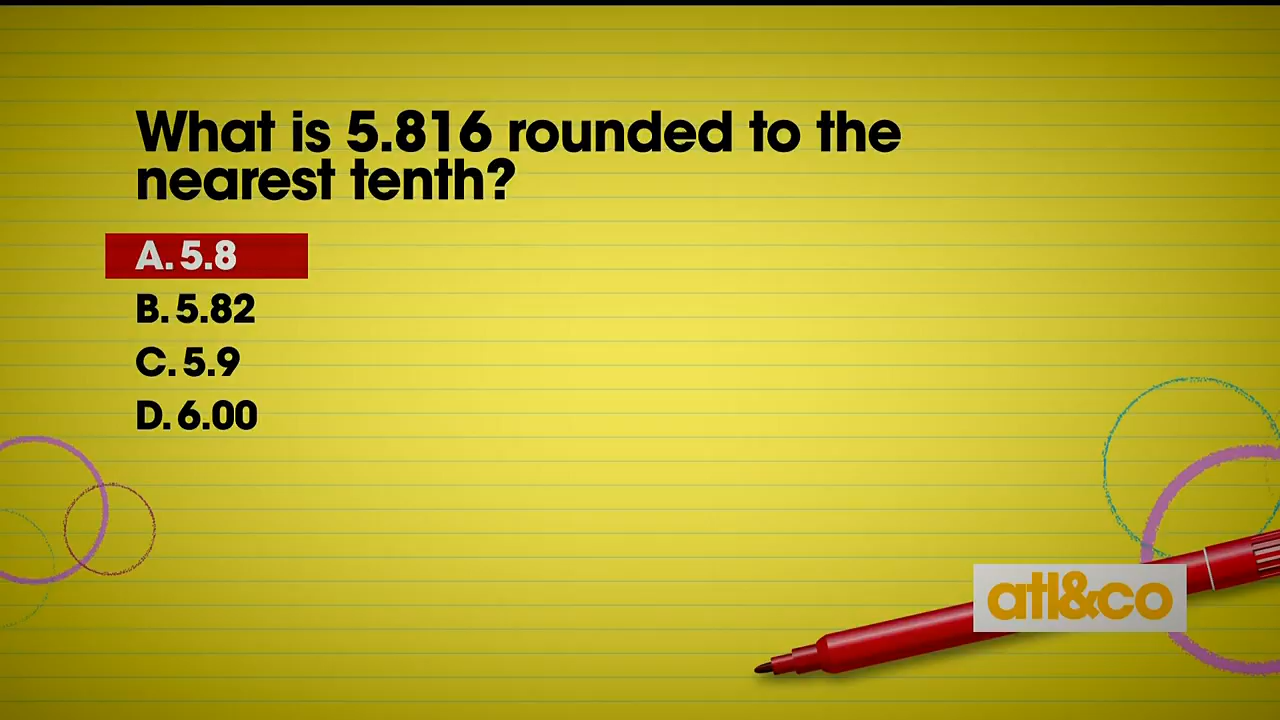 What is 5.816 rounded to the
nearest tenth?
A. 5.8
B. 5.82
C. 5.9
D. 6.00
atl&co